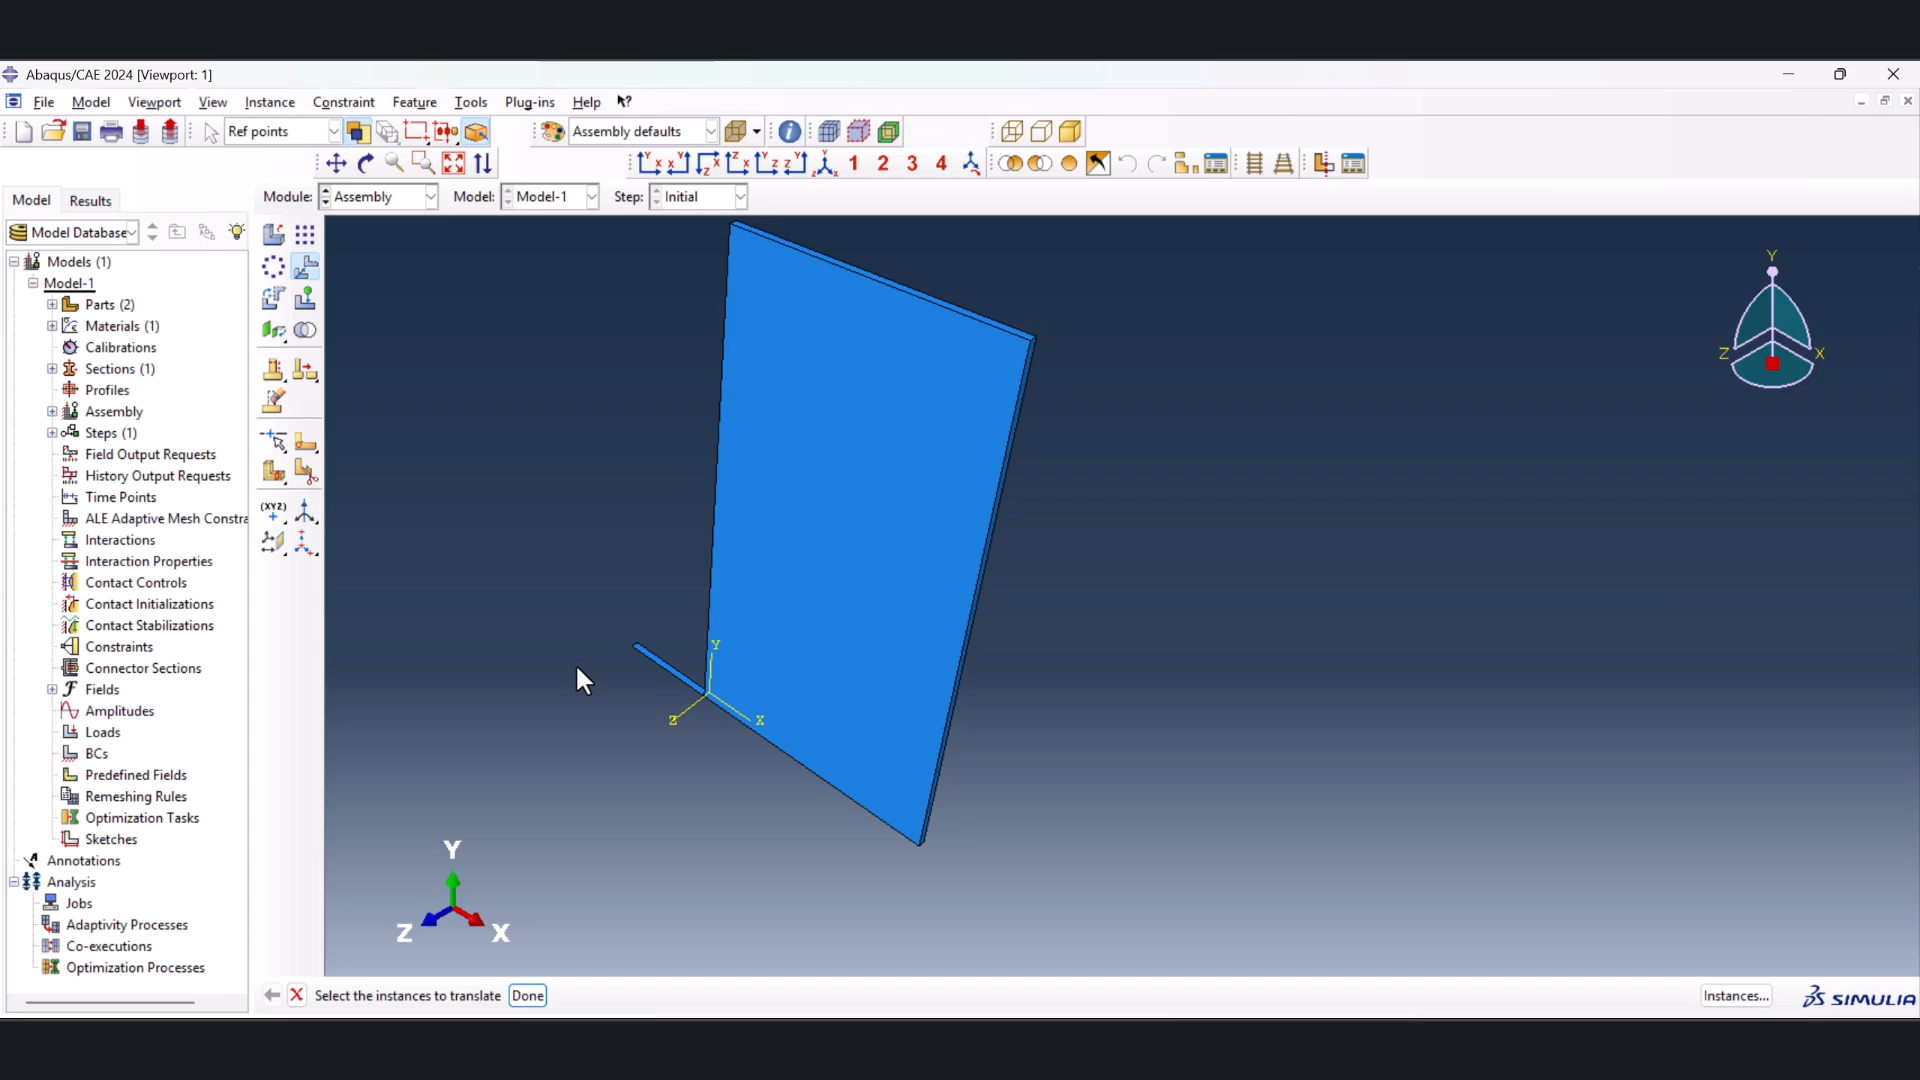 Abaqus/CAE 2024 [Viewport: 1]
File Model Viewport View Instance Constraint Feature Tools Plug-ins Help
Ref points
Assembly defaults
1 2 3 4
Model Results
Module: Assembly Model: Model-1 Step: Initial
Model Database
Models (1)
Model-1
Parts (2)
Materials (1)
Calibrations
Sections (1)
Profiles
Assembly
Steps (1)
Field Output Requests
History Output Requests
Time Points
ALE Adaptive Mesh Constra
Interactions
Interaction Properties
Contact Controls
Contact Initializations
Contact Stabilizations
Constraints
Connector Sections
Fields
Amplitudes
Loads
BCs
Predefined Fields
Remeshing Rules
Optimization Tasks
Sketches
Annotations
Analysis
Jobs
Adaptivity Processes
Co-executions
Optimization Processes
(XYZ)
Y
Z X
Y
Z X
Y
Z X
Select the instances to translate Done
Instances...
SIMULIA